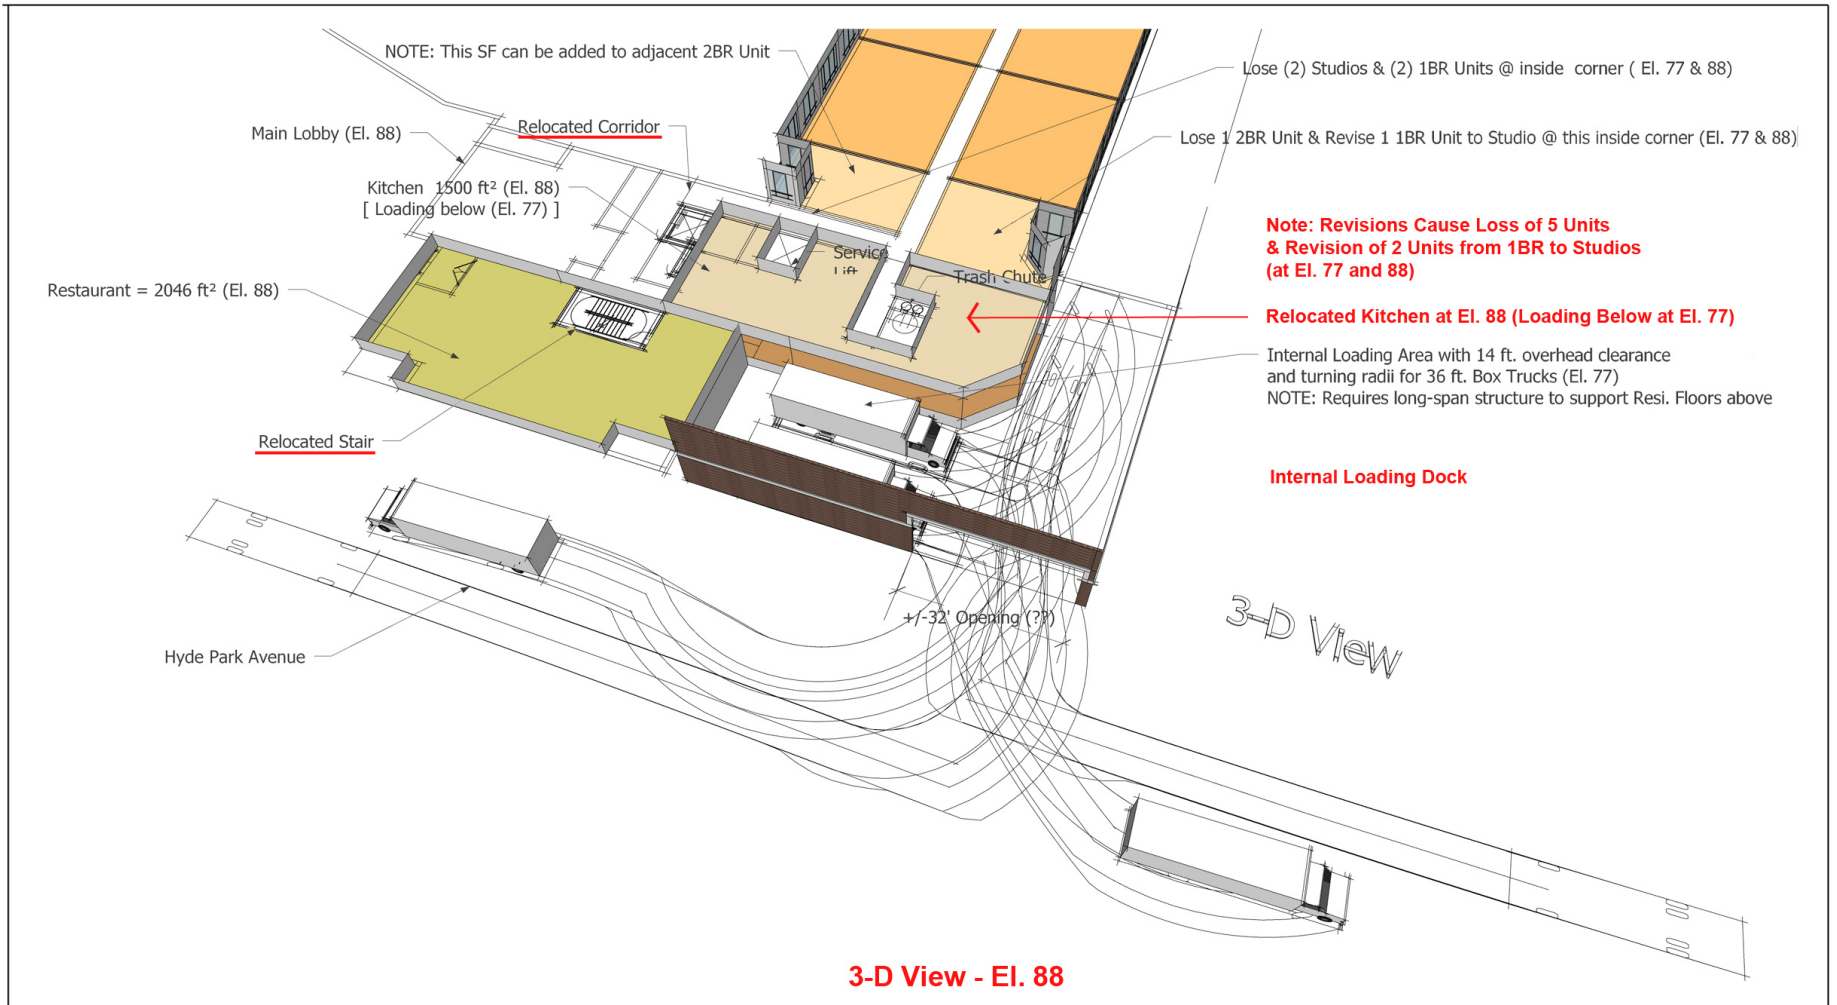 NOTE: This SF can be added to adjacent 2BR Unit
Lose (2) Studios & (2) 1BR Units @ inside corner ( El. 77 & 88)
Main Lobby (El. 88)
Relocated Corridor
Lose 1 2BR Unit & Revise 1 1BR Unit to Studio @ this inside corner (El. 77 & 88)
Kitchen 1500 ft² (El. 88)
[ Loading below (El. 77) ]
Note: Revisions Cause Loss of 5 Units
& Revision of 2 Units from 1BR to Studios
(at El. 77 and 88)
Service
Lift
Trash Chute
Restaurant = 2046 ft² (El. 88)
Relocated Kitchen at El. 88 (Loading Below at El. 77)
Internal Loading Area with 14 ft. overhead clearance
and turning radii for 36 ft. Box Trucks (El. 77)
NOTE: Requires long-span structure to support Resi. Floors above
Relocated Stair
Internal Loading Dock
+/-32' Opening (??)
3-D View
Hyde Park Avenue
3-D View - El. 88